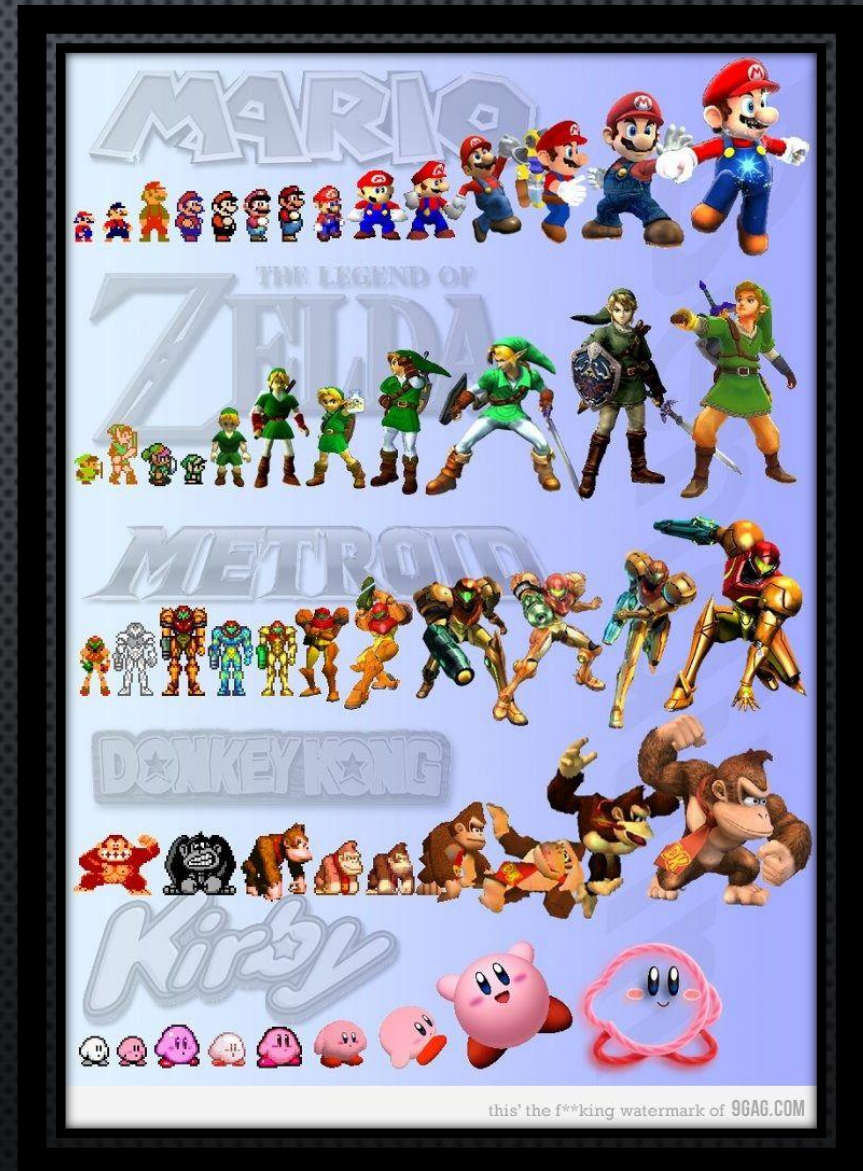 MARIO
THE LEGEND OF
ZELDA
METROID
DONKEY KONG
Kirby
this' the f**king watermark of 9GAG.COM